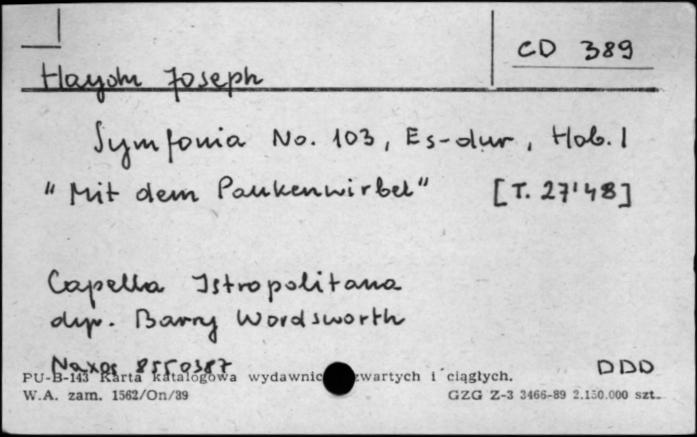 CD 389
Haydn Joseph
Symfonia No. 103, Es-dur, Hob. I
"Mit dem Paukenwirbel" [T. 27'48]
Capella Istropolitana
dyr. Barry Wordsworth
Naxos 8550387 DDD
PU-B-143 Karta katalogowa wydawnic zwartych i ciągłych.
W.A. zam. 1562/On/89 GZG Z-3 3466-89 2.150.000 szt.